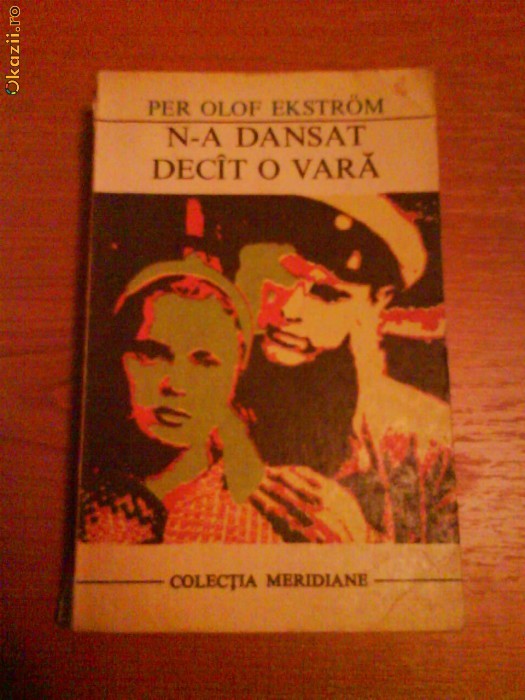 Okazii.ro
PER OLOF EKSTRÖM
N-A DANSAT
DECÎT O VARĂ
COLECȚIA MERIDIANE